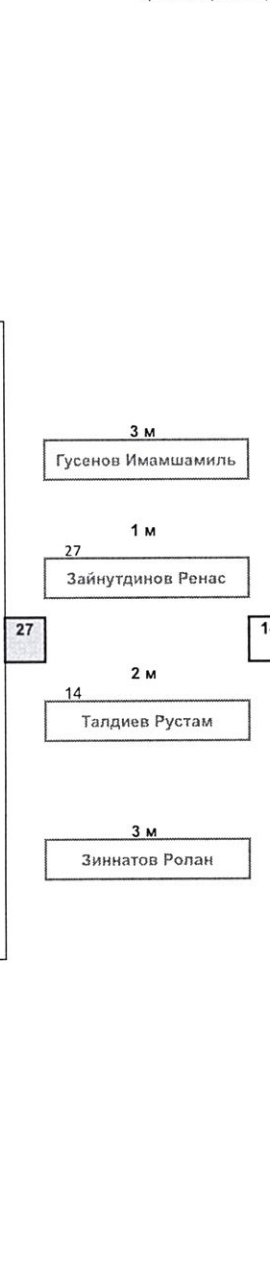 3 м
Гусенов Имамшамиль
1 м
27
Зайнутдинов Ренас
27
2 м
14
Талдиев Рустам
3 м
Зиннатов Ролан